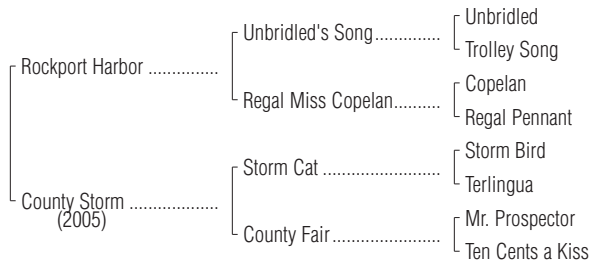 Unbridled
Unbridled's Song..............
Trolley Song
Rockport Harbor ...............
Copelan
Regal Miss Copelan..........
Regal Pennant
Storm Bird
Storm Cat .......................
Terlingua
County Storm ...................
(2005)
Mr. Prospector
County Fair.....................
Ten Cents a Kiss